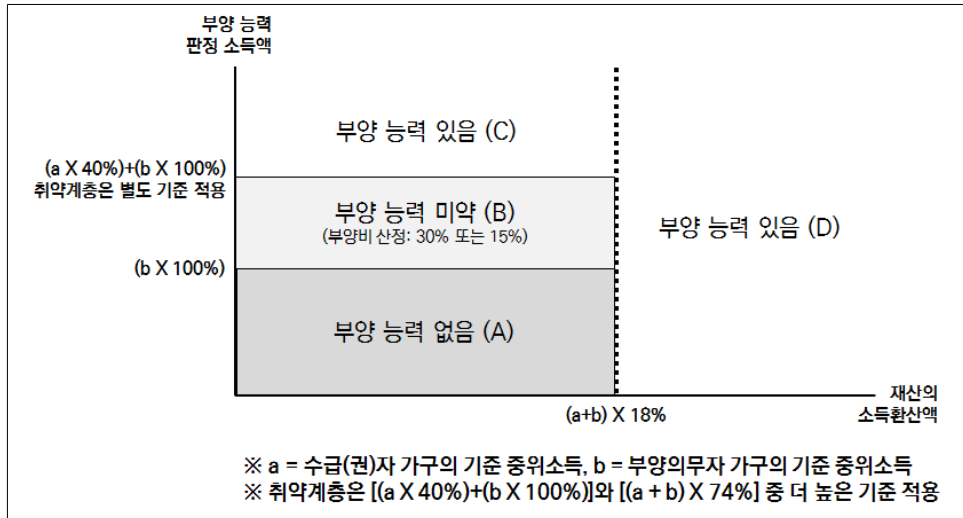 부양 능력
판정 소득액
부양 능력 있음 (C)
(a X 40%)+(b X 100%)
취약계층은 별도 기준 적용
부양 능력 미약 (B)
(부양비 산정: 30% 또는 15%)
부양 능력 있음 (D)
(b X 100%)
부양 능력 없음 (A)
(a+b) X 18%
재산의
소득환산액
※ a = 수급(권)자 가구의 기준 중위소득, b = 부양의무자 가구의 기준 중위소득
※ 취약계층은 [(a X 40%)+(b X 100%)]와 [(a + b) X 74%] 중 더 높은 기준 적용